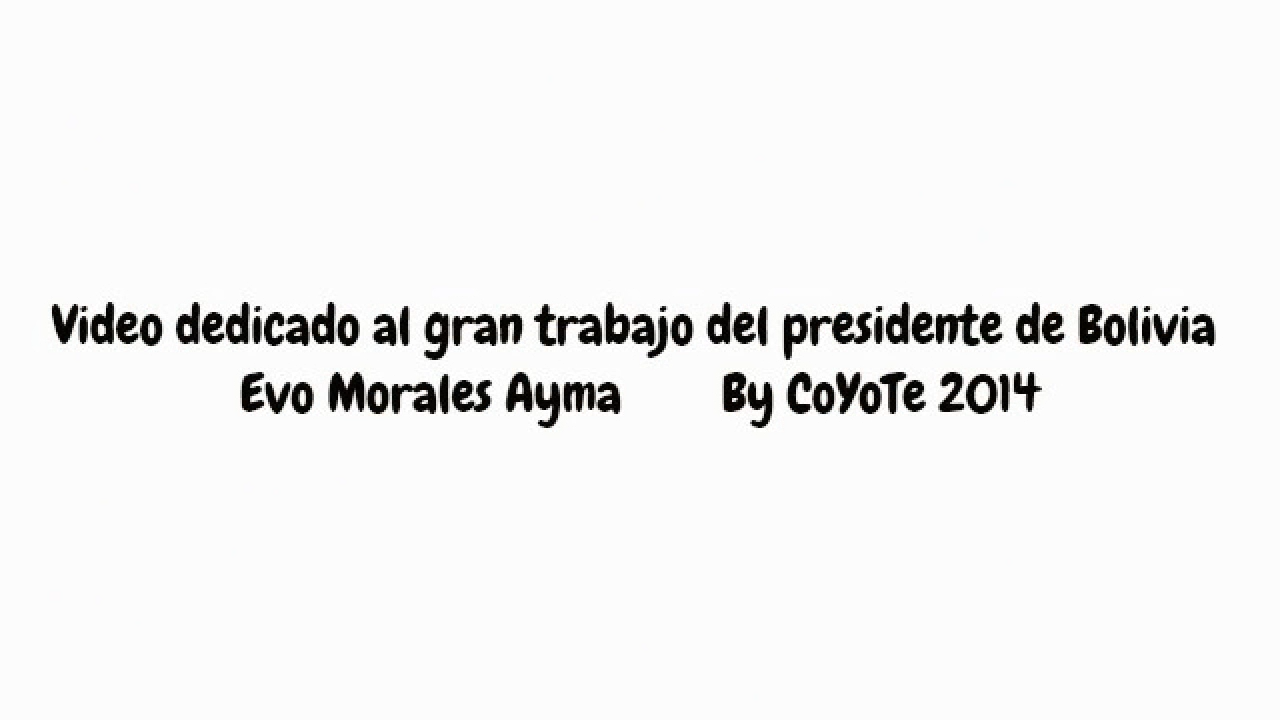 Video dedicado al gran trabajo del presidente de Bolivia
Evo Morales Ayma By CoYoTe 2014